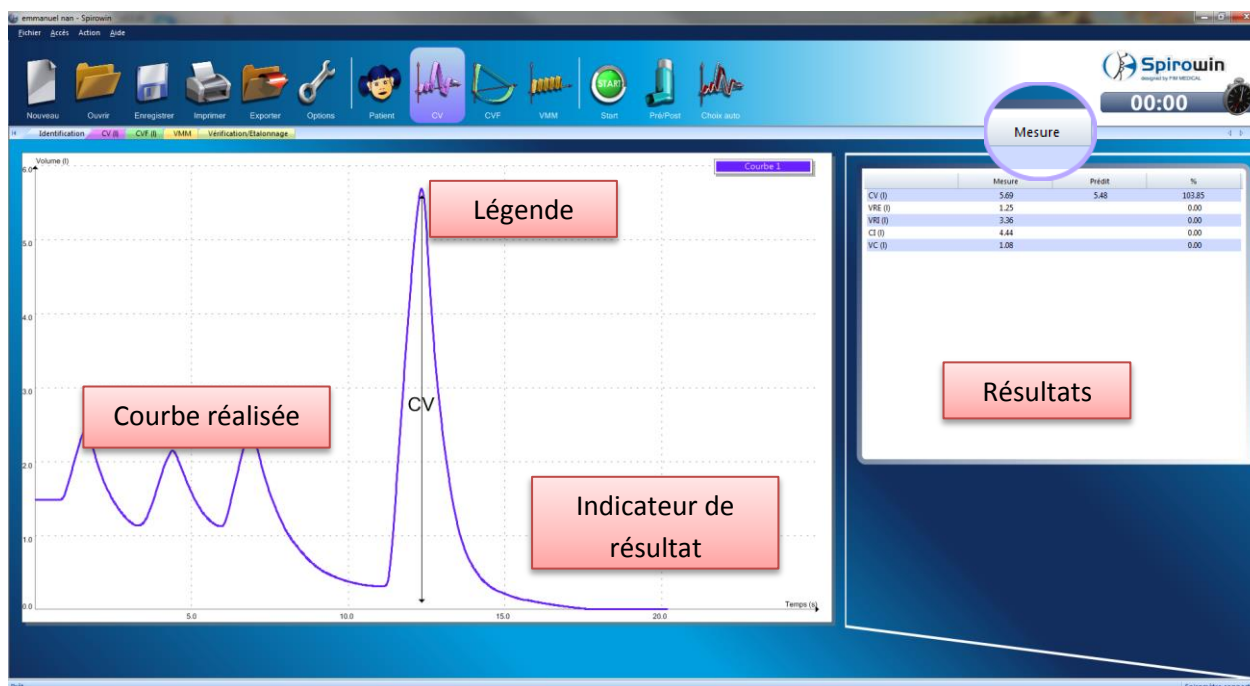 emmanuel nan - Spirowin
Fichier Accés Action Aide
Nouveau Ouvrir Enregistrer Imprimer Exporter Options Patient CV CVF VMM Start Pré/Post Choix auto
START
Spirowin
designed by FIM MEDICAL
00:00
Identification CV (l) CVF (l) VMM Vérification/Etalonnage
Mesure
Volume (l)
Courbe 1
6.0
5.0
4.0
3.0
2.0
1.0
0.0
5.0 10.0 15.0 20.0
Temps (s)
Légende
CV
Courbe réalisée
Indicateur de
résultat
Mesure Prédit %
CV (l) 5.69 5.48 103.85
VRE (l) 1.25 0.00
VRI (l) 3.36 0.00
CI (l) 4.44 0.00
VC (l) 1.08 0.00
Résultats